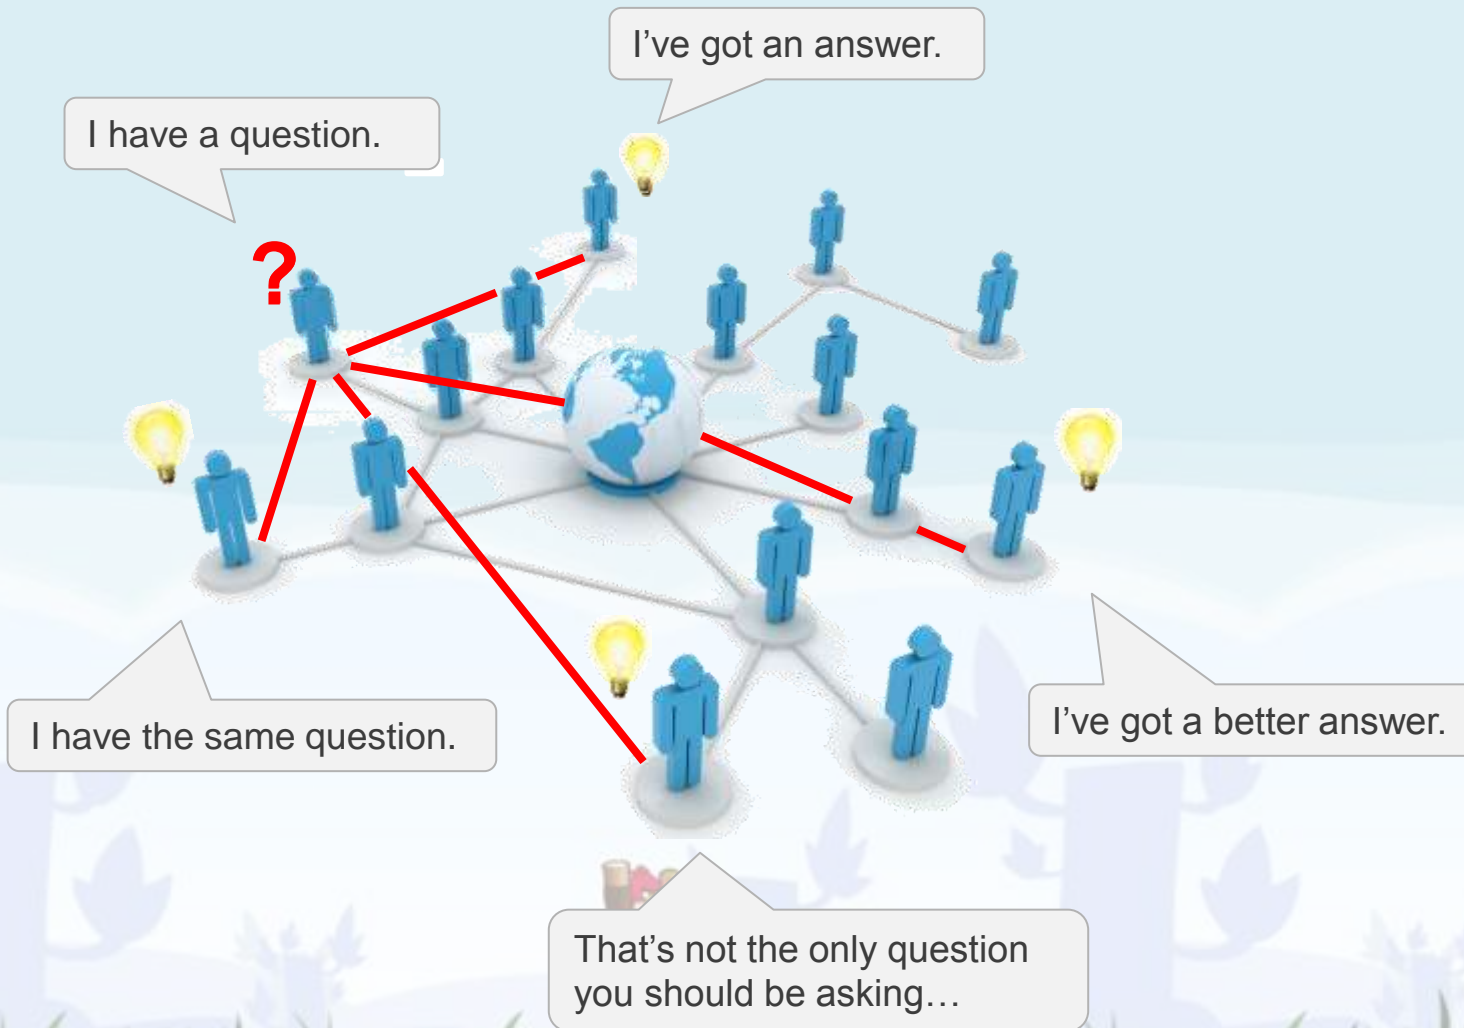 I've got an answer.
I have a question.
?
I have the same question.
I've got a better answer.
That's not the only question
you should be asking…